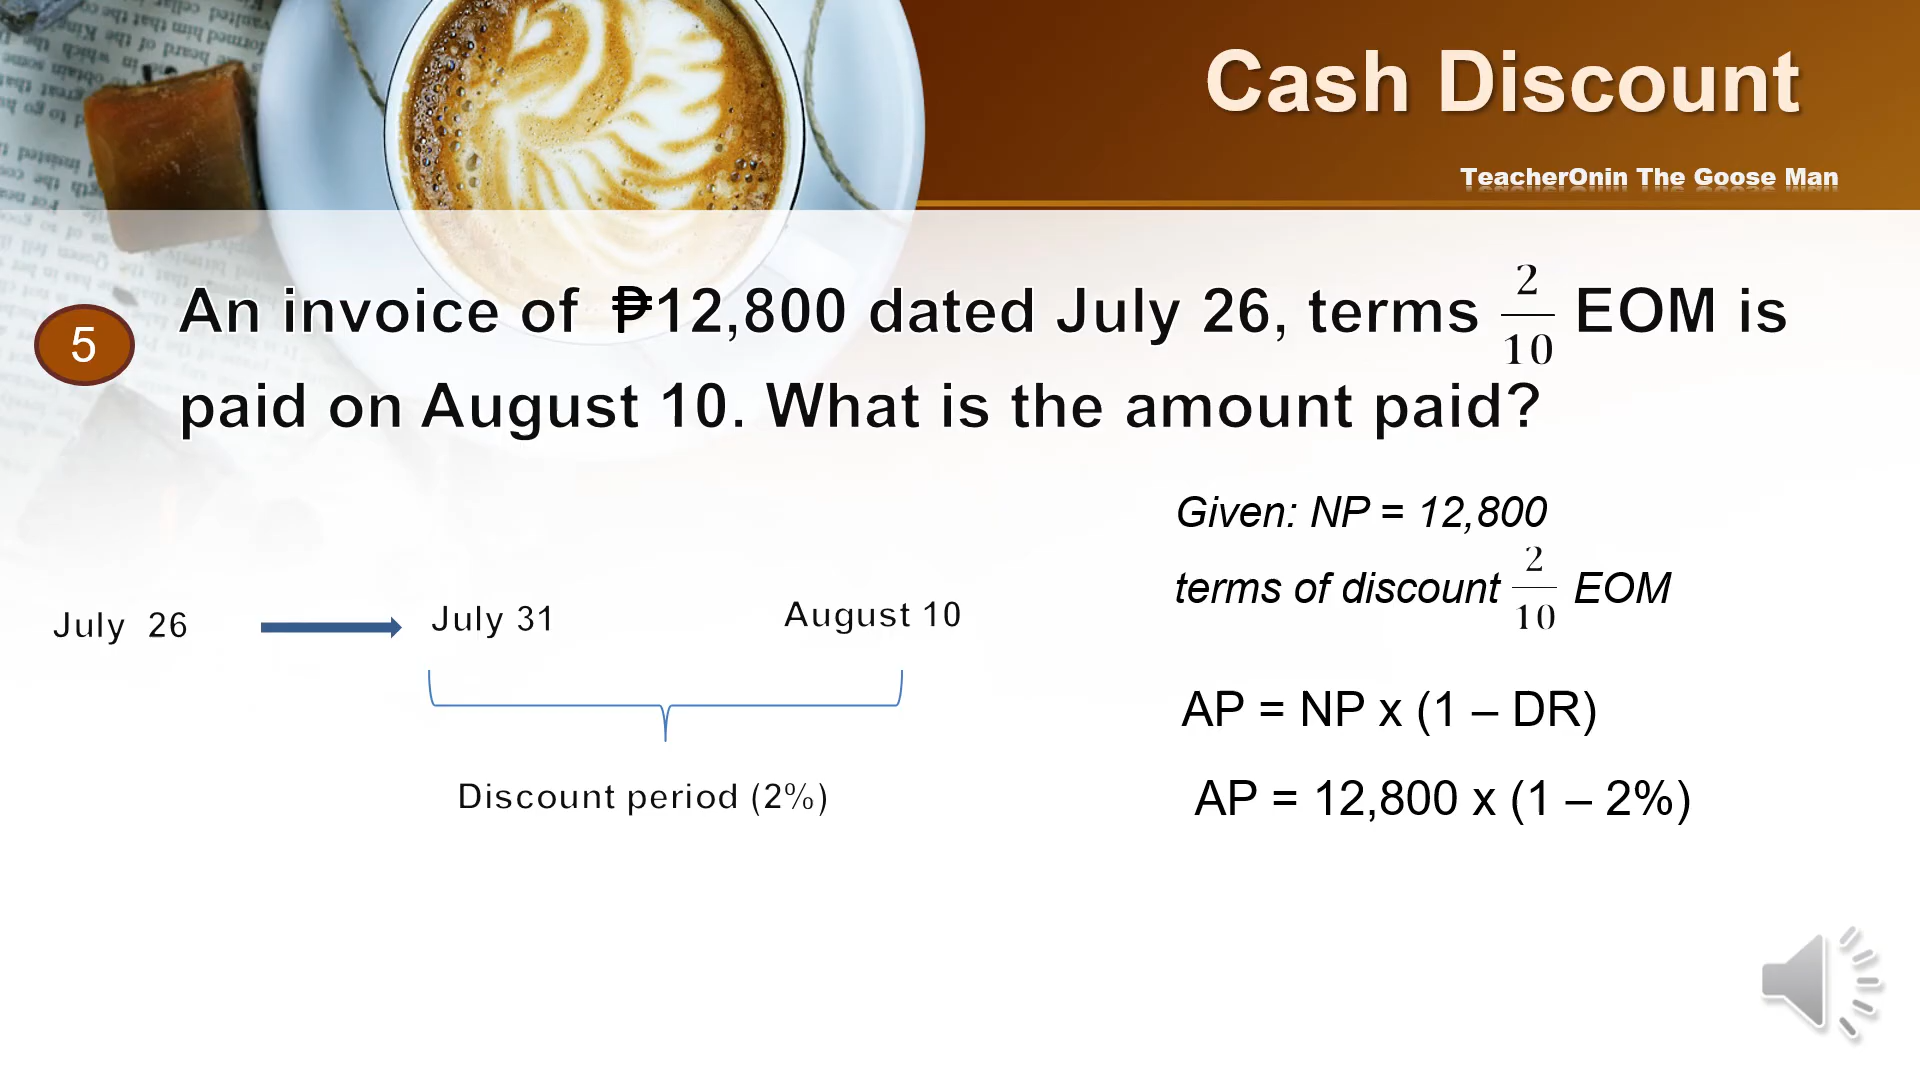 Cash Discount
TeacherOnin The Goose Man
5
An invoice of ₱12,800 dated July 26, terms 2/10 EOM is
paid on August 10. What is the amount paid?
Given: NP = 12,800
terms of discount 2/10 EOM
July 26
July 31
August 10
Discount period (2%)
AP = NP x (1 – DR)
AP = 12,800 x (1 – 2%)